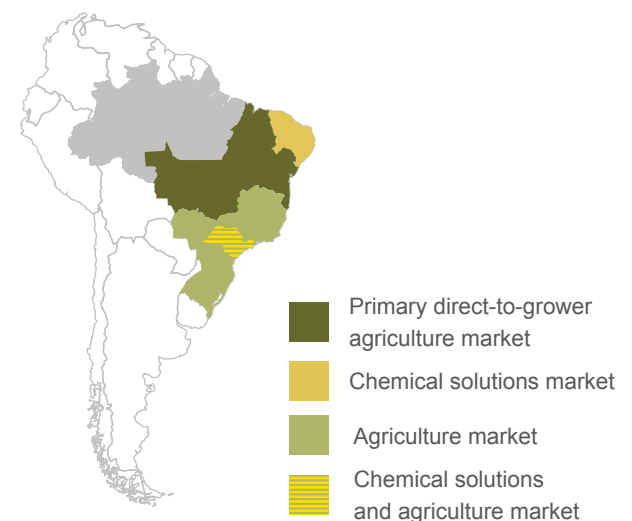 Primary direct-to-grower
agriculture market
Chemical solutions market
Agriculture market
Chemical solutions
and agriculture market